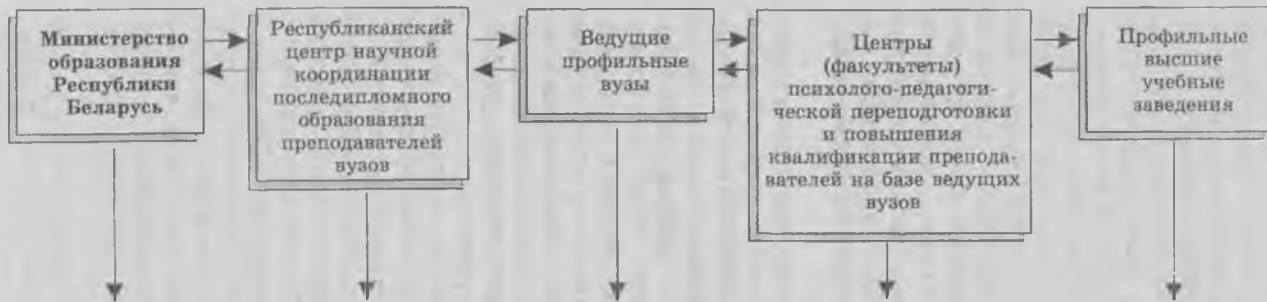 Министерство
образования
Республики
Беларусь
Республиканский
центр научной
координации
последипломного
образования
преподавателей
вузов
Ведущие
профильные
вузы
Центры
(факультеты)
психолого-педагоги-
ческой переподготовки
и повышения
квалификации препода-
вателей на базе ведущих
вузов
Профильные
высшие
учебные
заведения